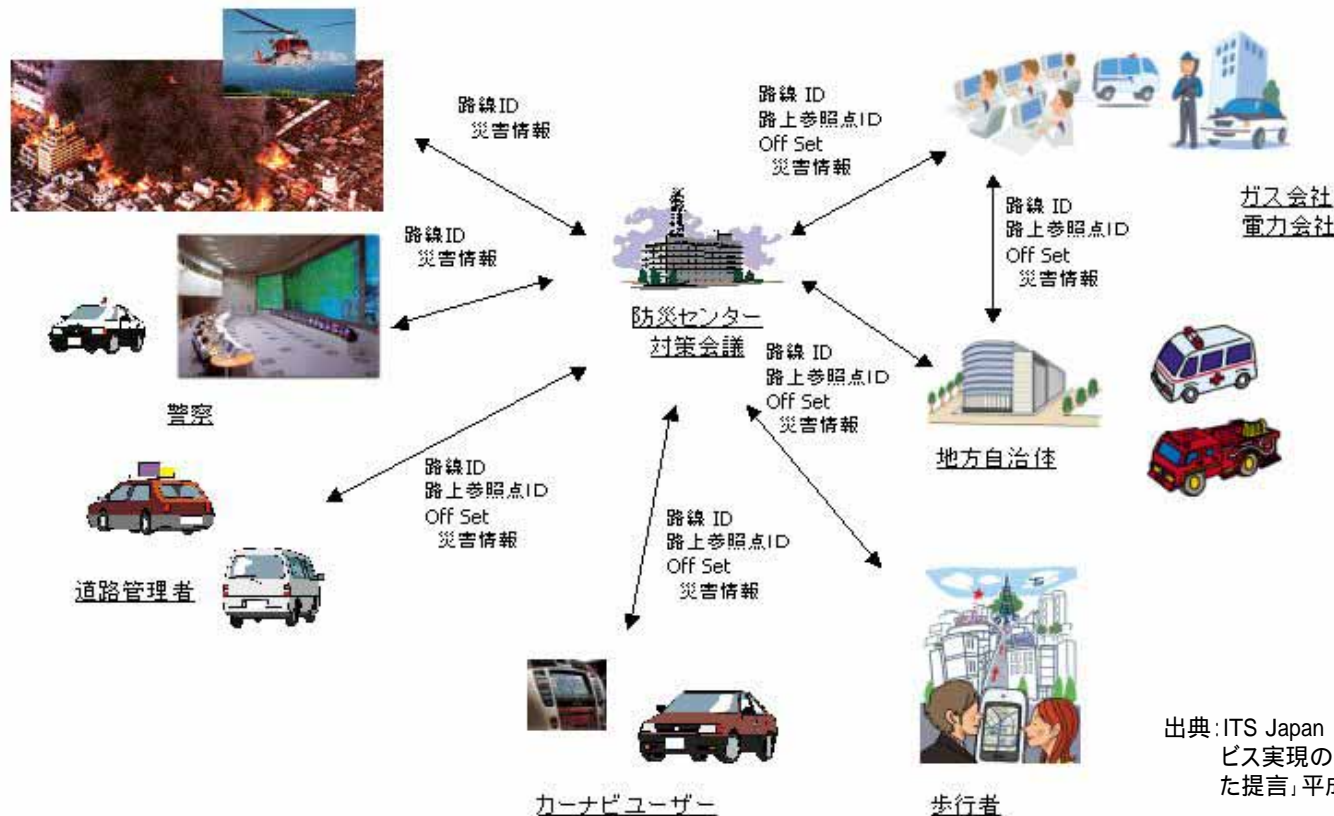 路線ID
災害情報
路線 ID
路上参照点ID
Off Set
災害情報
ガス会社
電力会社
路線ID
災害情報
路線 ID
路上参照点ID
Off Set
災害情報
防災センター
対策会議
路線 ID
路上参照点ID
Off Set
災害情報
警察
地方自治体
路線ID
路上参照点ID
Off Set
災害情報
路線 ID
路上参照点ID
Off Set
災害情報
道路管理者
カーナビユーザー
歩行者
出典:ITS Japan
ビス実現の
た提言」平成